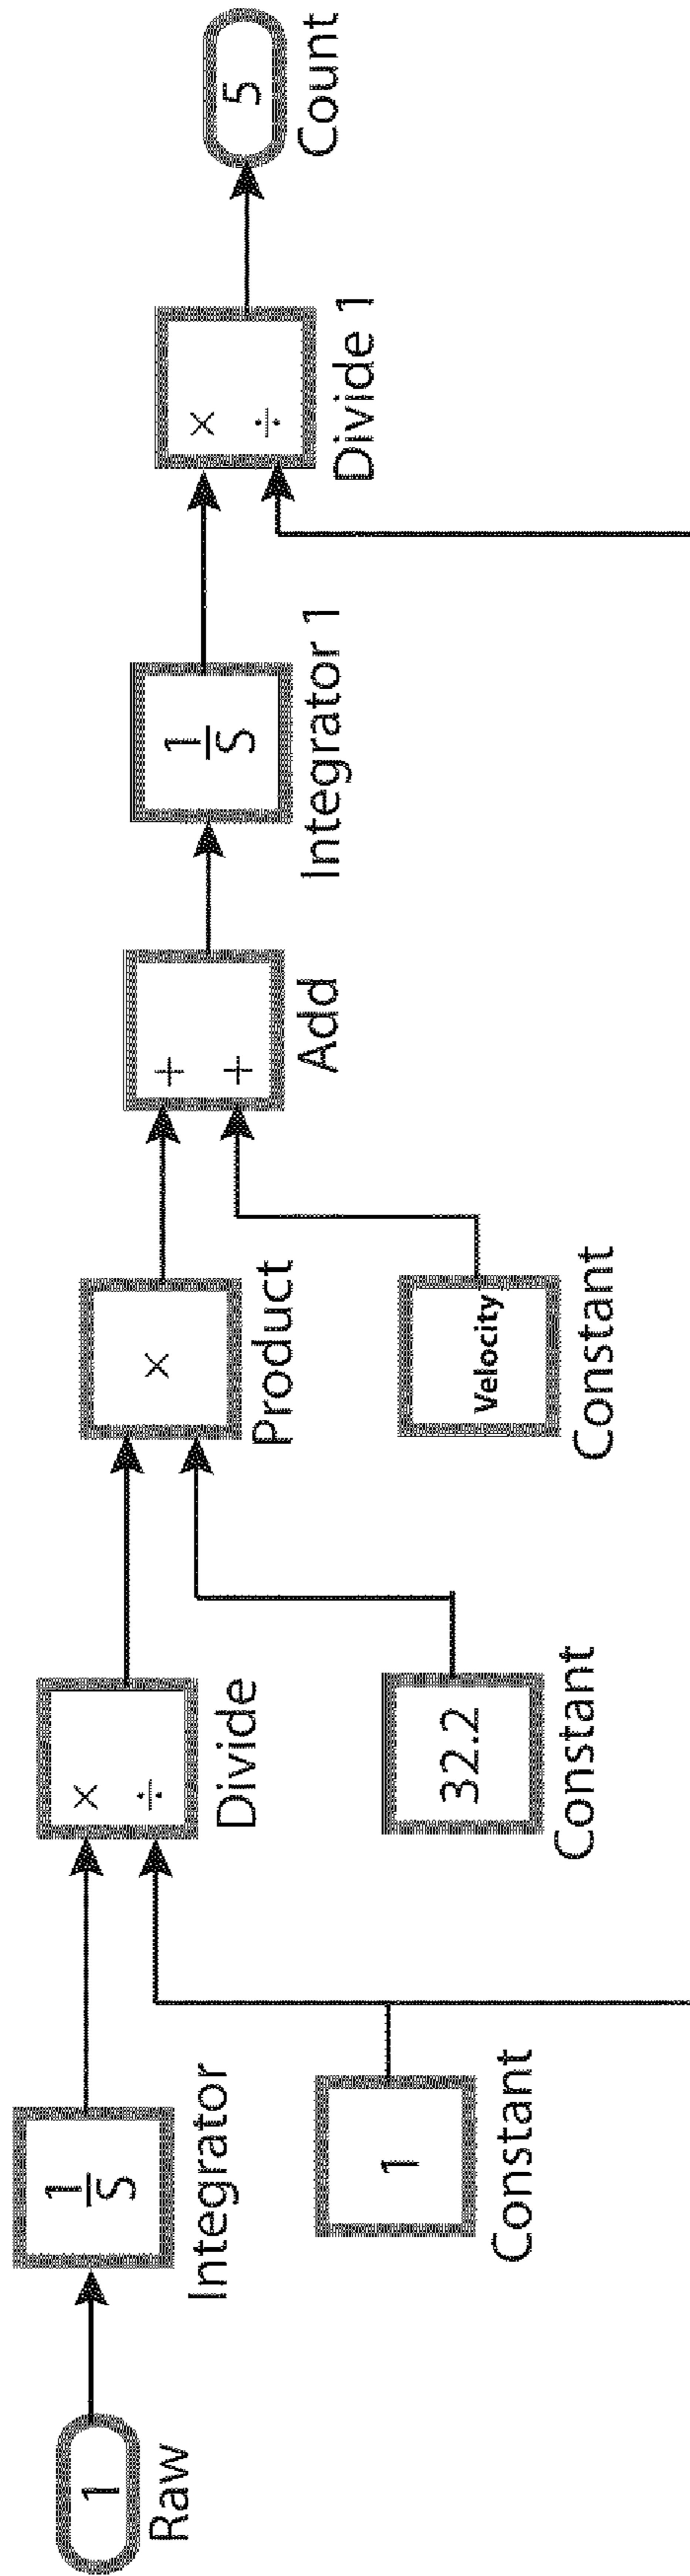 1
Raw
1
S
Integrator
1
Constant
×
÷
Divide
32.2
Constant
×
Product
Velocity
Constant
+
+
Add
1
S
Integrator 1
×
÷
Divide 1
5
Count